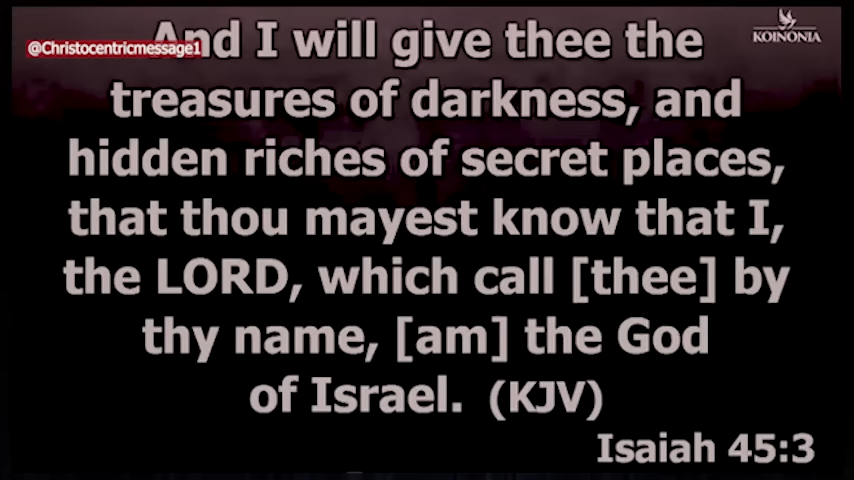 And I will give thee the
@Christocentricmessage1
KOINONIA
treasures of darkness, and
hidden riches of secret places,
that thou mayest know that I,
the LORD, which call [thee] by
thy name, [am] the God
of Israel. (KJV)
Isaiah 45:3